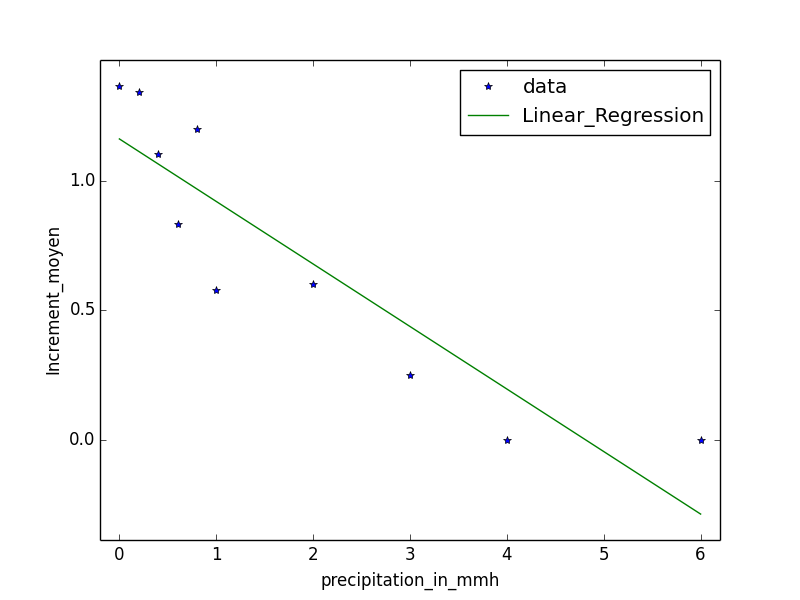 data
Linear_Regression
1.0
0.5
0.0
Increment_moyen
0 1 2 3 4 5 6
precipitation_in_mmh